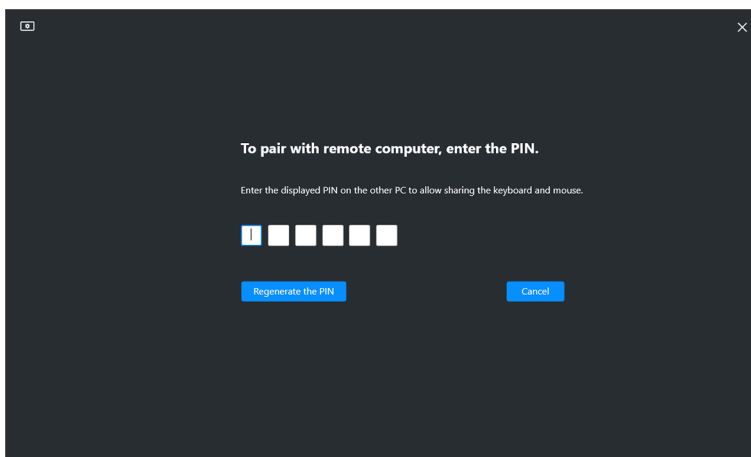 To pair with remote computer, enter the PIN.
Enter the displayed PIN on the other PC to allow sharing the keyboard and mouse.
Regenerate the PIN
Cancel